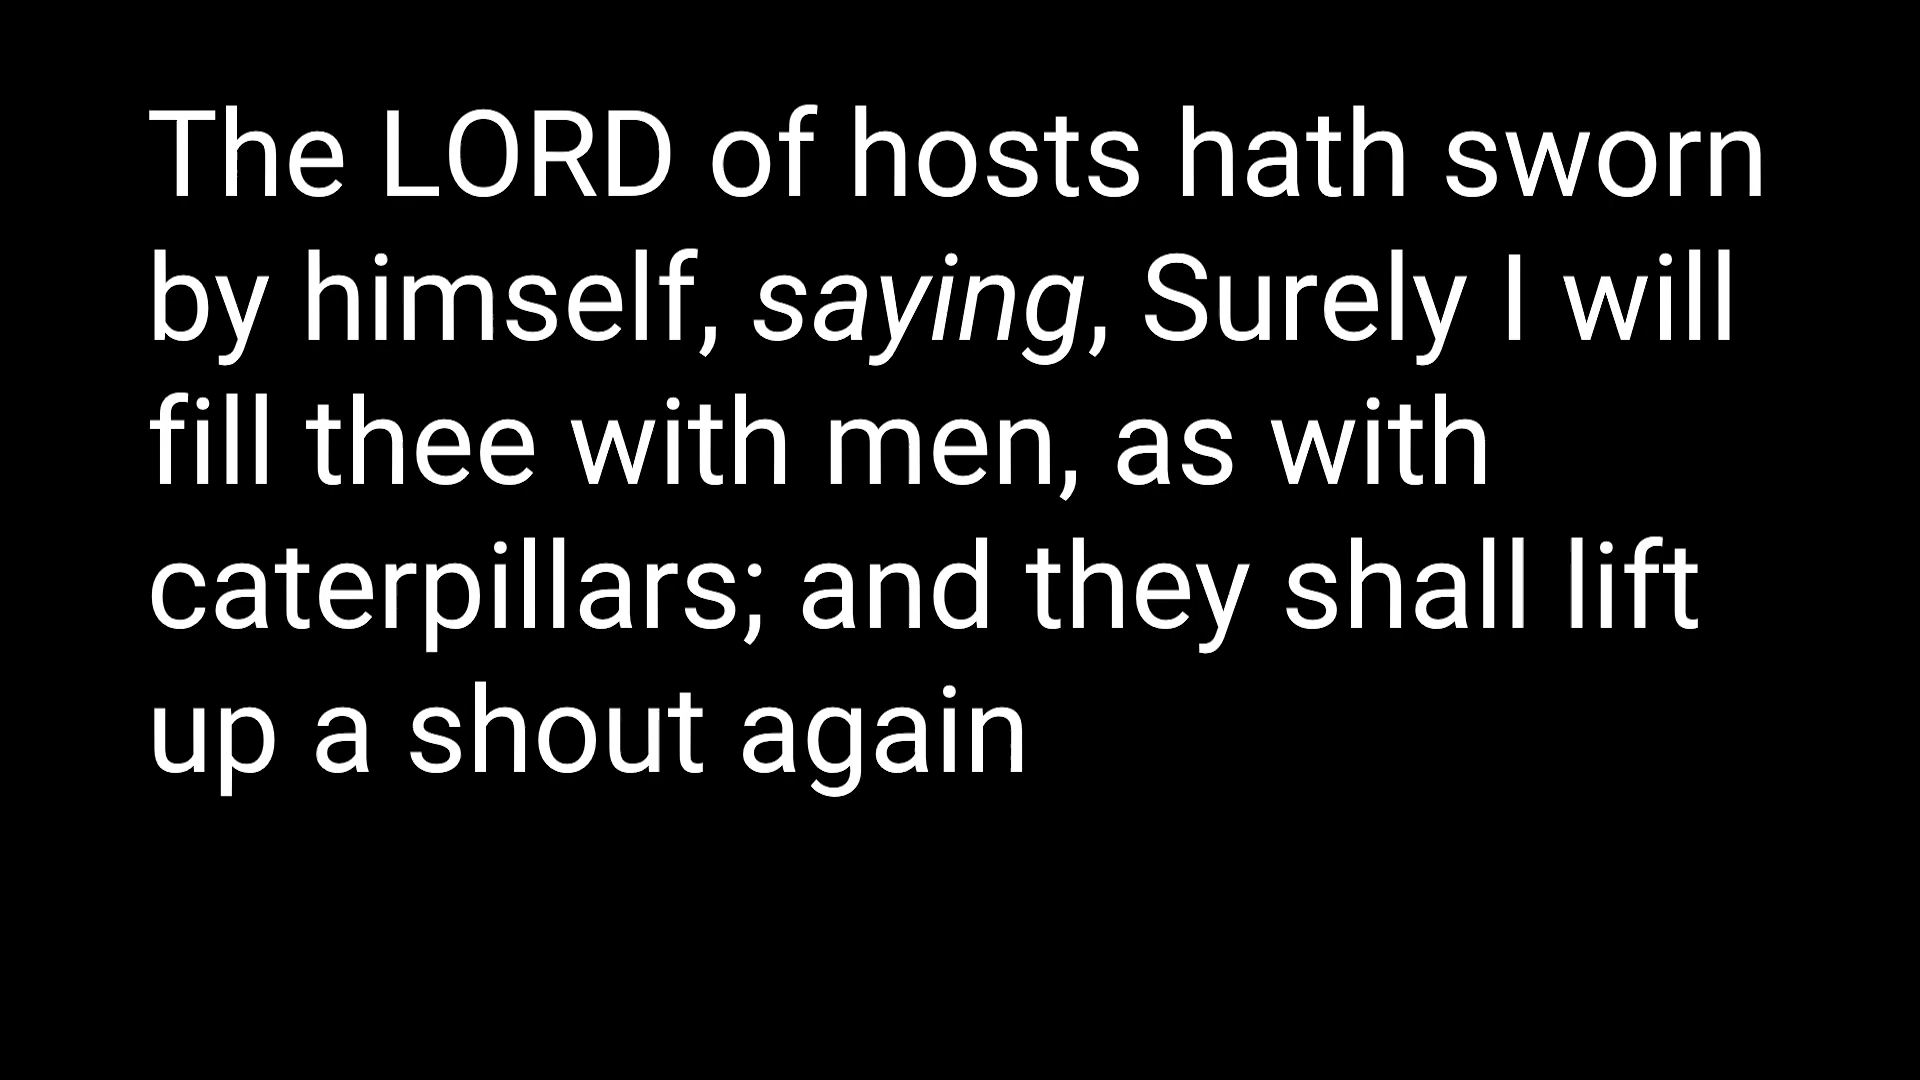 The LORD of hosts hath sworn
by himself, saying, Surely I will
fill thee with men, as with
caterpillars; and they shall lift
up a shout again